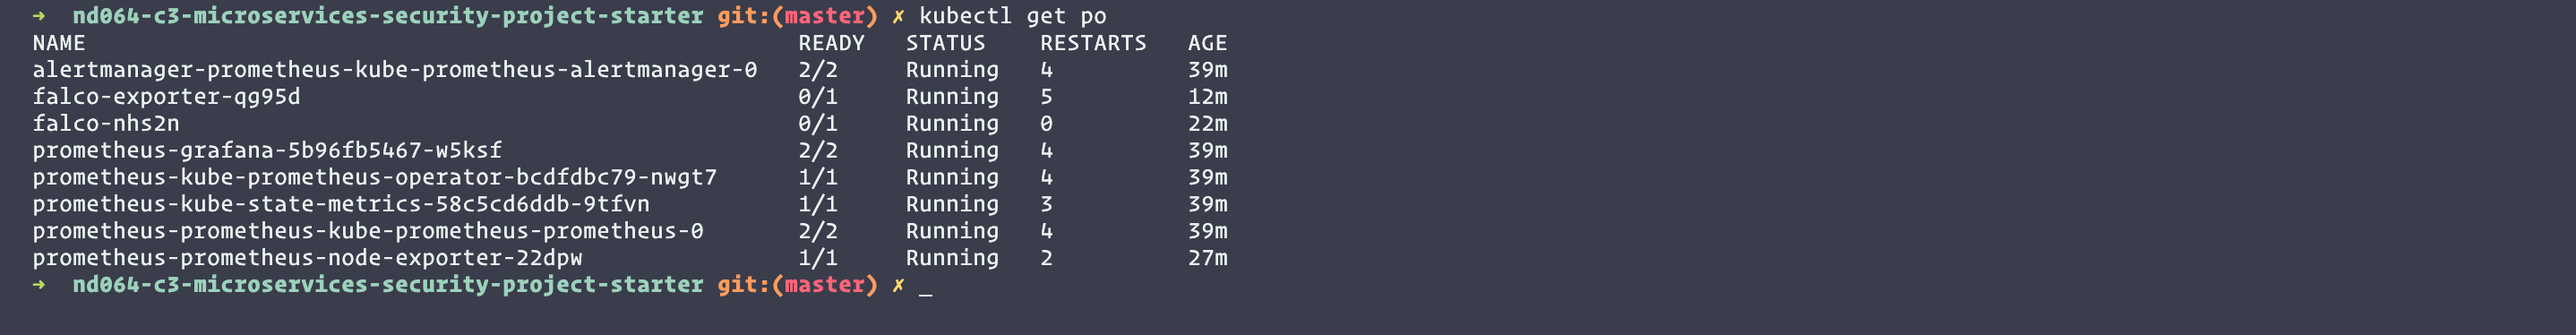 → nd064-c3-microservices-security-project-starter git:(master) ✗ kubectl get po
NAME READY STATUS RESTARTS AGE
alertmanager-prometheus-kube-prometheus-alertmanager-0 2/2 Running 4 39m
falco-exporter-qg95d 0/1 Running 5 12m
falco-nhs2n 0/1 Running 0 22m
prometheus-grafana-5b96fb5467-w5ksf 2/2 Running 4 39m
prometheus-kube-prometheus-operator-bcdfdbc79-nwgt7 1/1 Running 4 39m
prometheus-kube-state-metrics-58c5cd6ddb-9tfvn 1/1 Running 3 39m
prometheus-prometheus-kube-prometheus-prometheus-0 2/2 Running 4 39m
prometheus-prometheus-node-exporter-22dpw 1/1 Running 2 27m
→ nd064-c3-microservices-security-project-starter git:(master) ✗ _